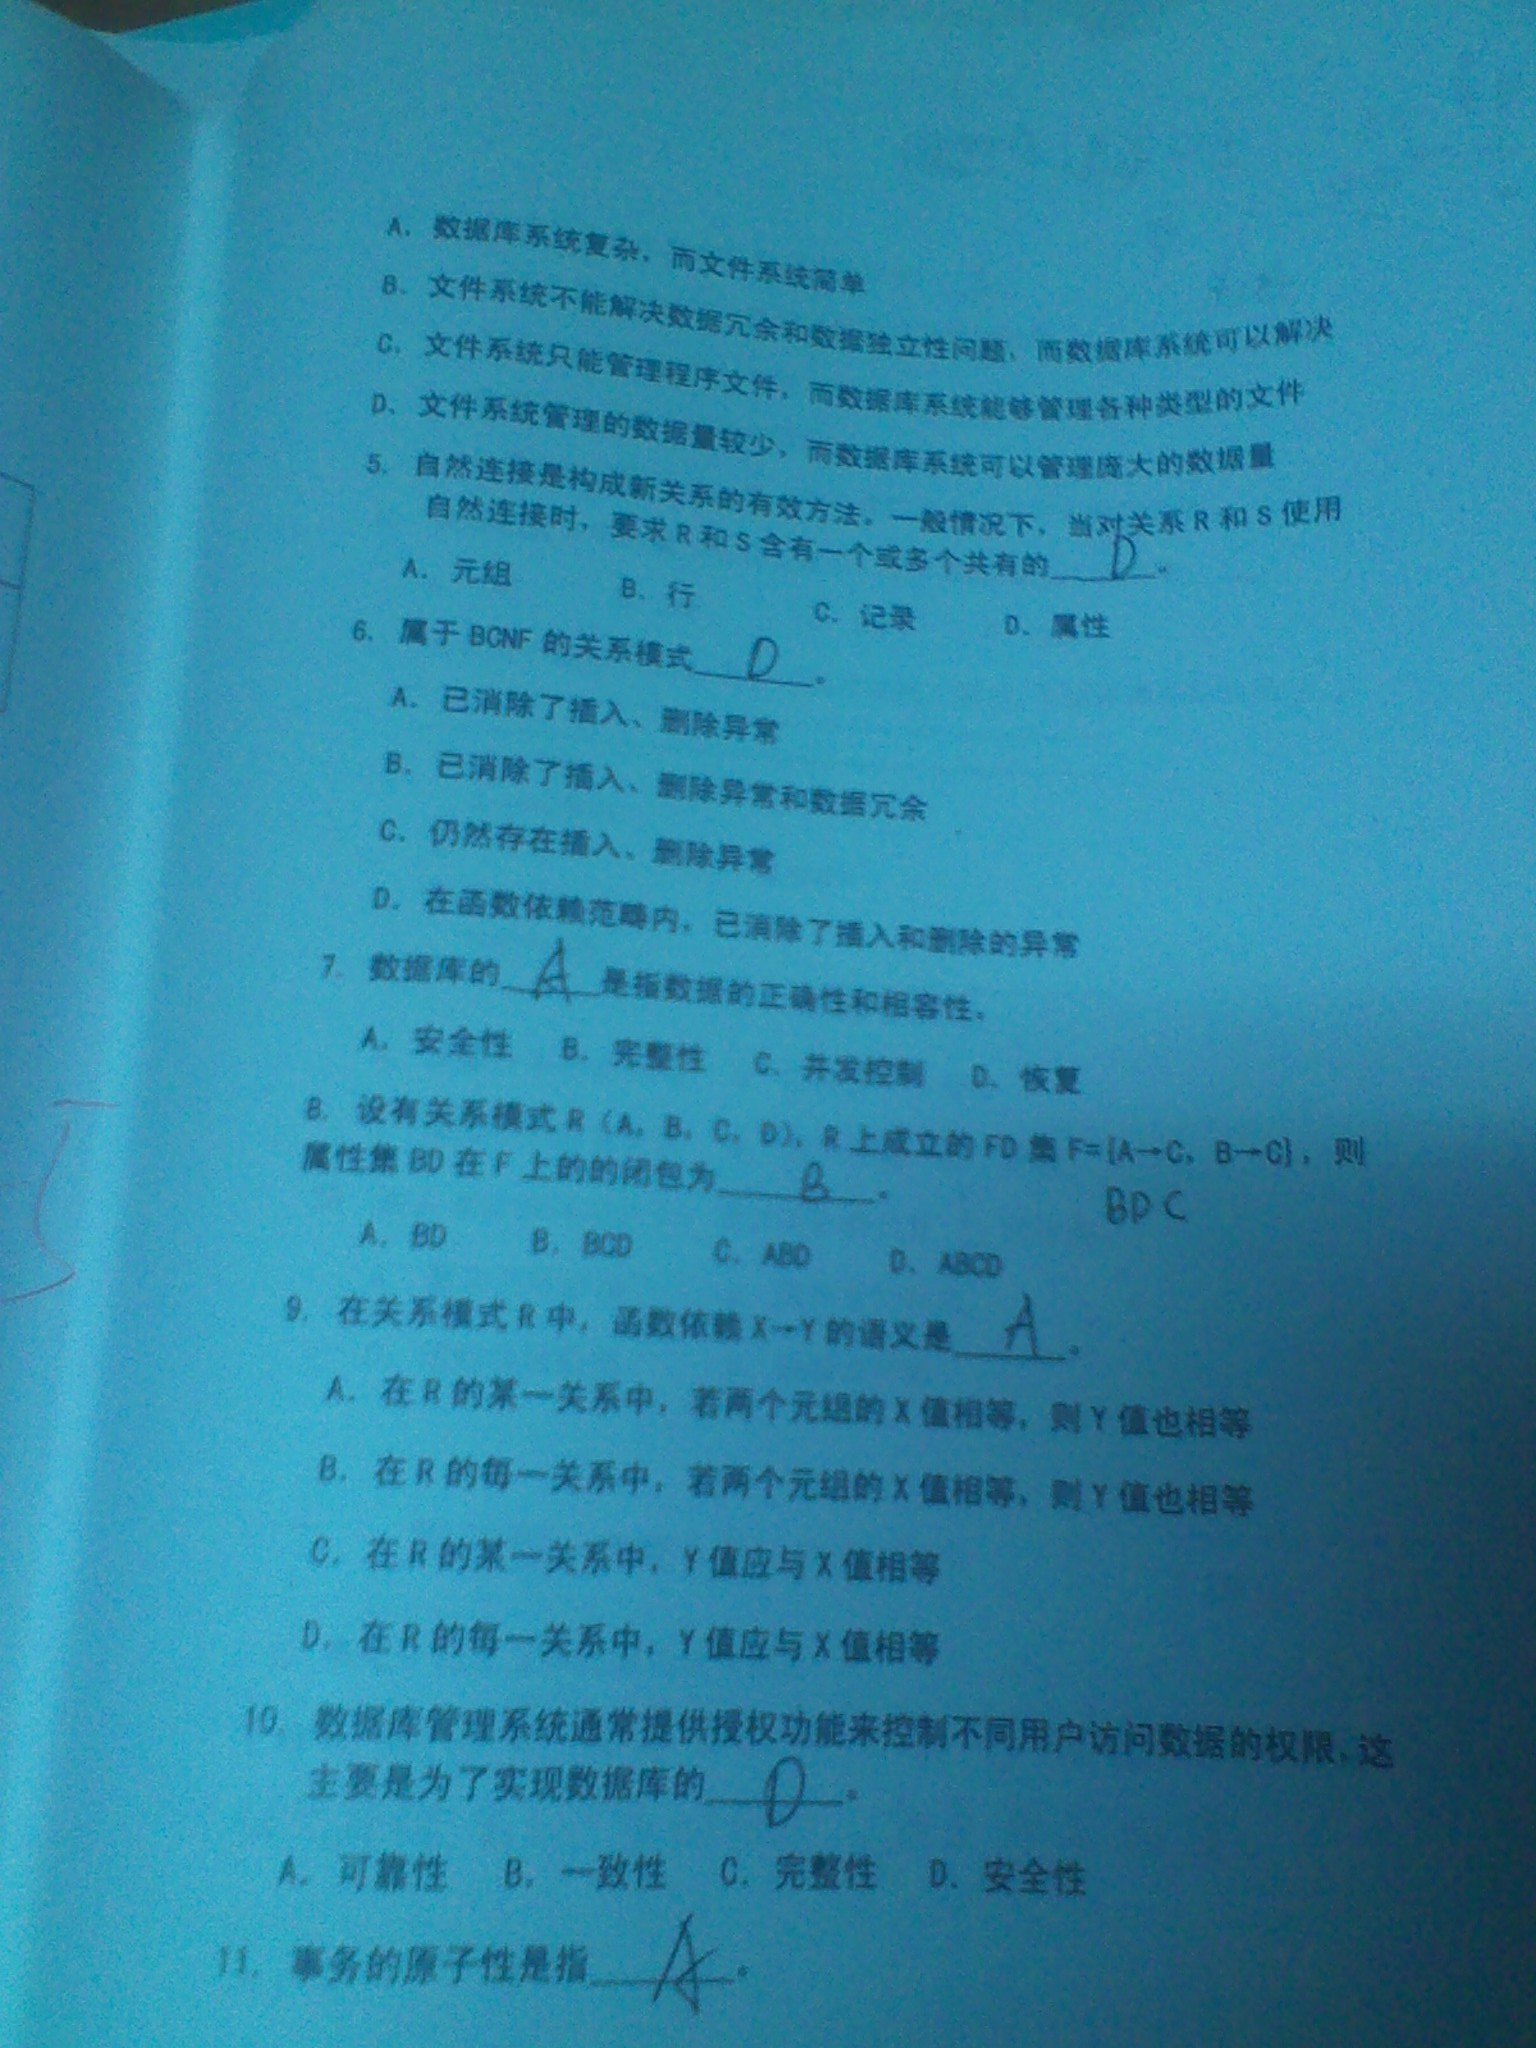 A. 数据库系统复杂，而文件系统简单
B. 文件系统不能解决数据冗余和数据独立性问题，而数据库系统可以解决
C. 文件系统只能管理程序文件，而数据库系统能够管理各种类型的文件
D. 文件系统管理的数据量较少，而数据库系统可以管理庞大的数据量
5. 自然连接是构成新关系的有效方法。一般情况下，当对关系 R 和 S 使用
自然连接时，要求 R 和 S 含有一个或多个共有的 D 。
A. 元组 B. 行 C. 记录 D. 属性
6. 属于 BCNF 的关系模式 D 。
A. 已消除了插入、删除异常
B. 已消除了插入、删除异常和数据冗余
C. 仍然存在插入、删除异常
D. 在函数依赖范畴内，已消除了插入和删除的异常
7. 数据库的 A 是指数据的正确性和相容性。
A. 安全性 B. 完整性 C. 并发控制 D. 恢复
8. 设有关系模式 R（A，B，C，D），R 上成立的 FD 集 F={A→C，B→C}，则
属性集 BD 在 F 上的的闭包为 B 。
BDC
A. BD B. BCD C. ABD D. ABCD
9. 在关系模式 R 中，函数依赖 X→Y 的语义是 A 。
A. 在 R 的某一关系中，若两个元组的 X 值相等，则 Y 值也相等
B. 在 R 的每一关系中，若两个元组的 X 值相等，则 Y 值也相等
C. 在 R 的某一关系中，Y 值应与 X 值相等
D. 在 R 的每一关系中，Y 值应与 X 值相等
10. 数据库管理系统通常提供授权功能来控制不同用户访问数据的权限，这
主要是为了实现数据库的 D 。
A. 可靠性 B. 一致性 C. 完整性 D. 安全性
11. 事务的原子性是指 A 。